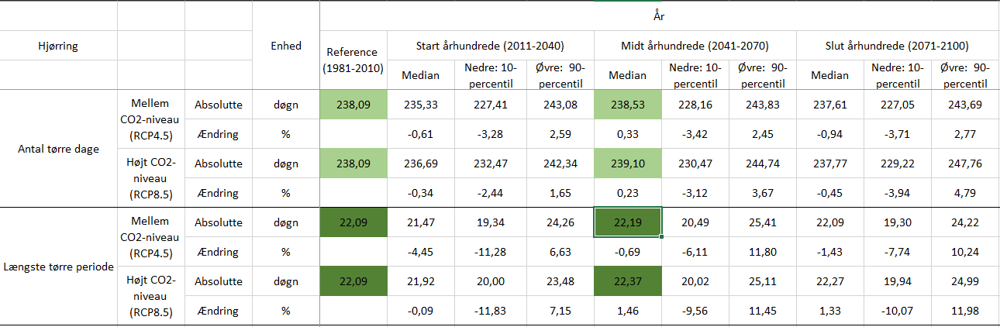 År
Hjørring Enhed Reference (1981-2010) Start århundrede (2011-2040) Midt århundrede (2041-2070) Slut århundrede (2071-2100)
Median Nedre: 10-percentil Øvre: 90-percentil Median Nedre: 10-percentil Øvre: 90-percentil Median Nedre: 10-percentil Øvre: 90-percentil
Antal tørre dage Mellem CO2-niveau (RCP4.5) Absolutte døgn 238,09 235,33 227,41 243,08 238,53 228,16 243,83 237,61 227,05 243,69
Ændring % -0,61 -3,28 2,59 0,33 -3,42 2,45 -0,94 -3,71 2,77
Højt CO2-niveau (RCP8.5) Absolutte døgn 238,09 236,69 232,47 242,34 239,10 230,47 244,74 237,77 229,22 247,76
Ændring % -0,34 -2,44 1,65 0,23 -3,12 3,67 -0,45 -3,94 4,79
Længste tørre periode Mellem CO2-niveau (RCP4.5) Absolutte døgn 22,09 21,47 19,34 24,26 22,19 20,49 25,41 22,09 19,30 24,22
Ændring % -4,45 -11,28 6,63 -0,69 -6,11 11,80 -1,43 -7,74 10,24
Højt CO2-niveau (RCP8.5) Absolutte døgn 22,09 21,92 20,00 23,48 22,37 20,02 25,11 22,27 19,94 24,99
Ændring % -0,09 -11,83 7,15 1,46 -9,56 11,45 1,33 -10,07 11,98